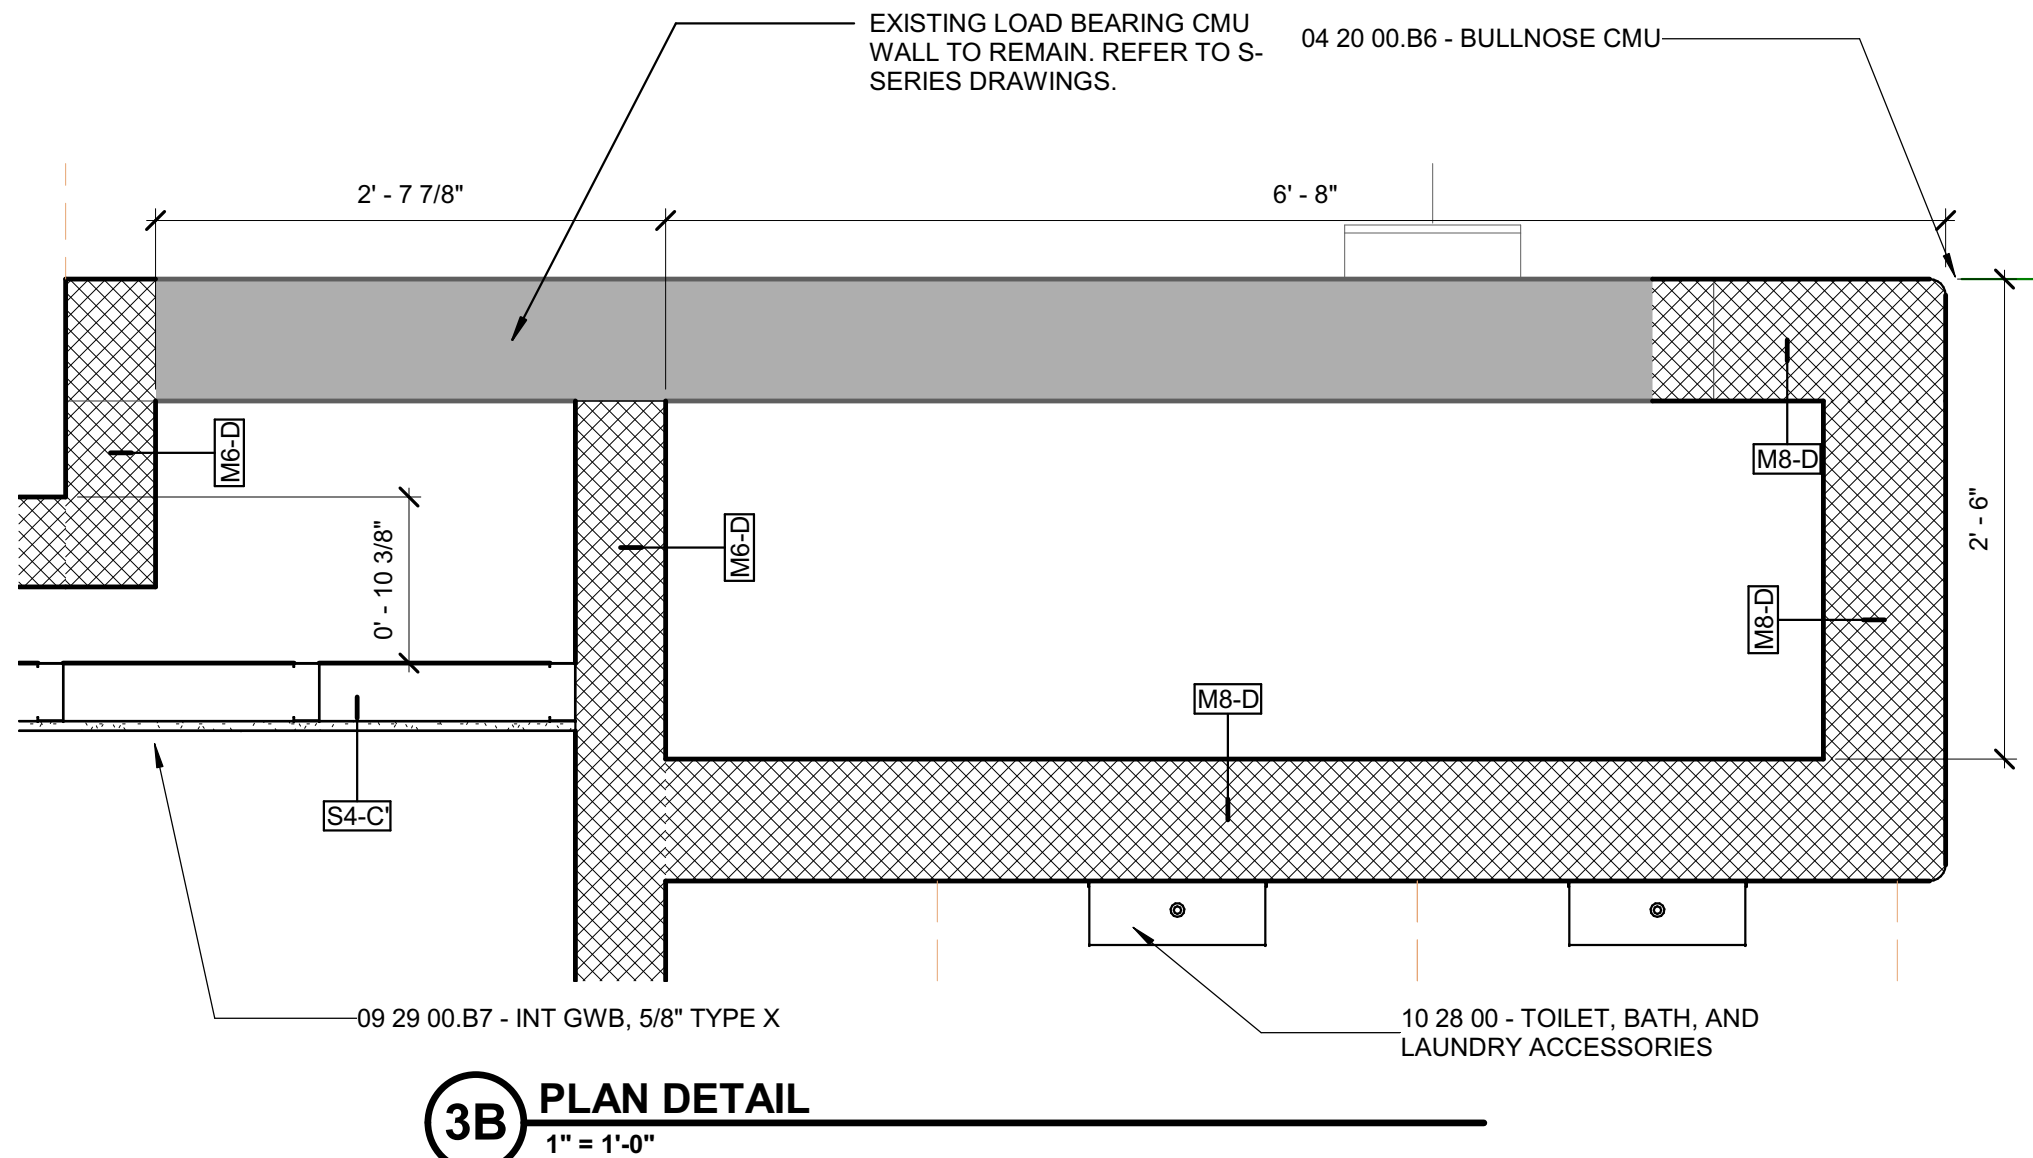 EXISTING LOAD BEARING CMU
WALL TO REMAIN. REFER TO S-
SERIES DRAWINGS.
04 20 00.B6 - BULLNOSE CMU
2' - 7 7/8"
6' - 8"
M6-D
M8-D
2' - 6"
M6-D
0' - 10 3/8"
M8-D
M8-D
S4-C'
09 29 00.B7 - INT GWB, 5/8" TYPE X
10 28 00 - TOILET, BATH, AND
LAUNDRY ACCESSORIES
3B
PLAN DETAIL
1" = 1'-0"